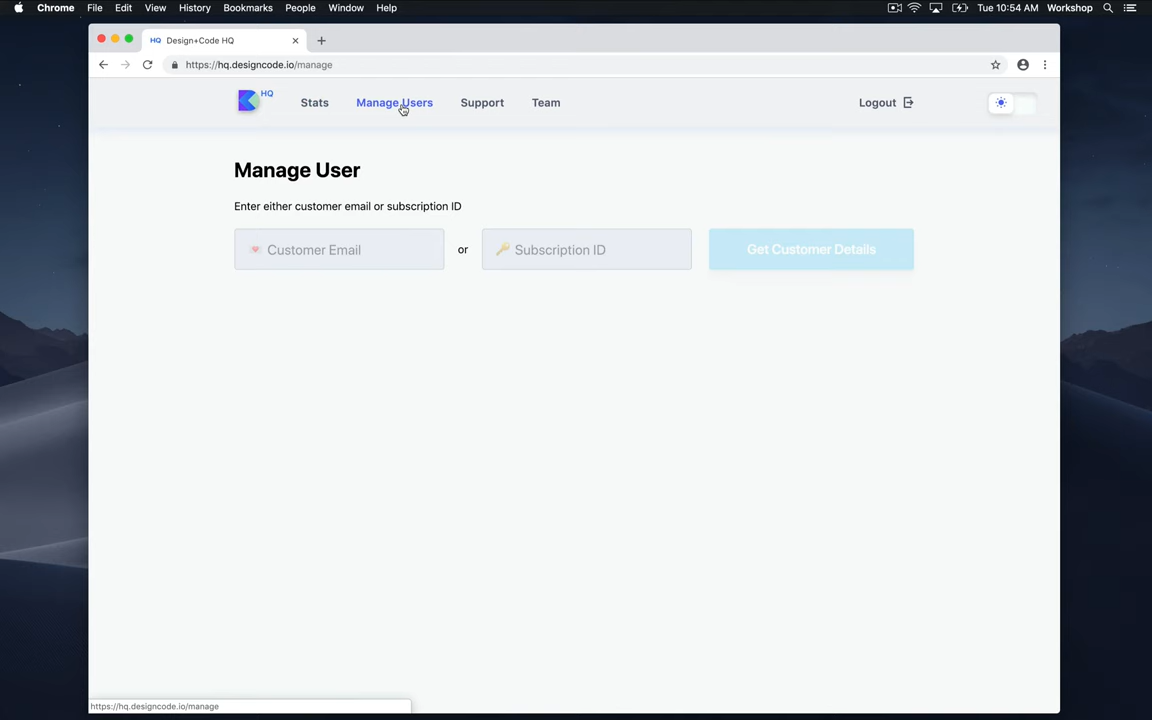 Chrome File Edit View History Bookmarks People Window Help Tue 10:54 AM Workshop
HQ Design+Code HQ
https://hq.designcode.io/manage
HQ Stats Manage Users Support Team Logout
Manage User
Enter either customer email or subscription ID
Customer Email or Subscription ID Get Customer Details
https://hq.designcode.io/manage